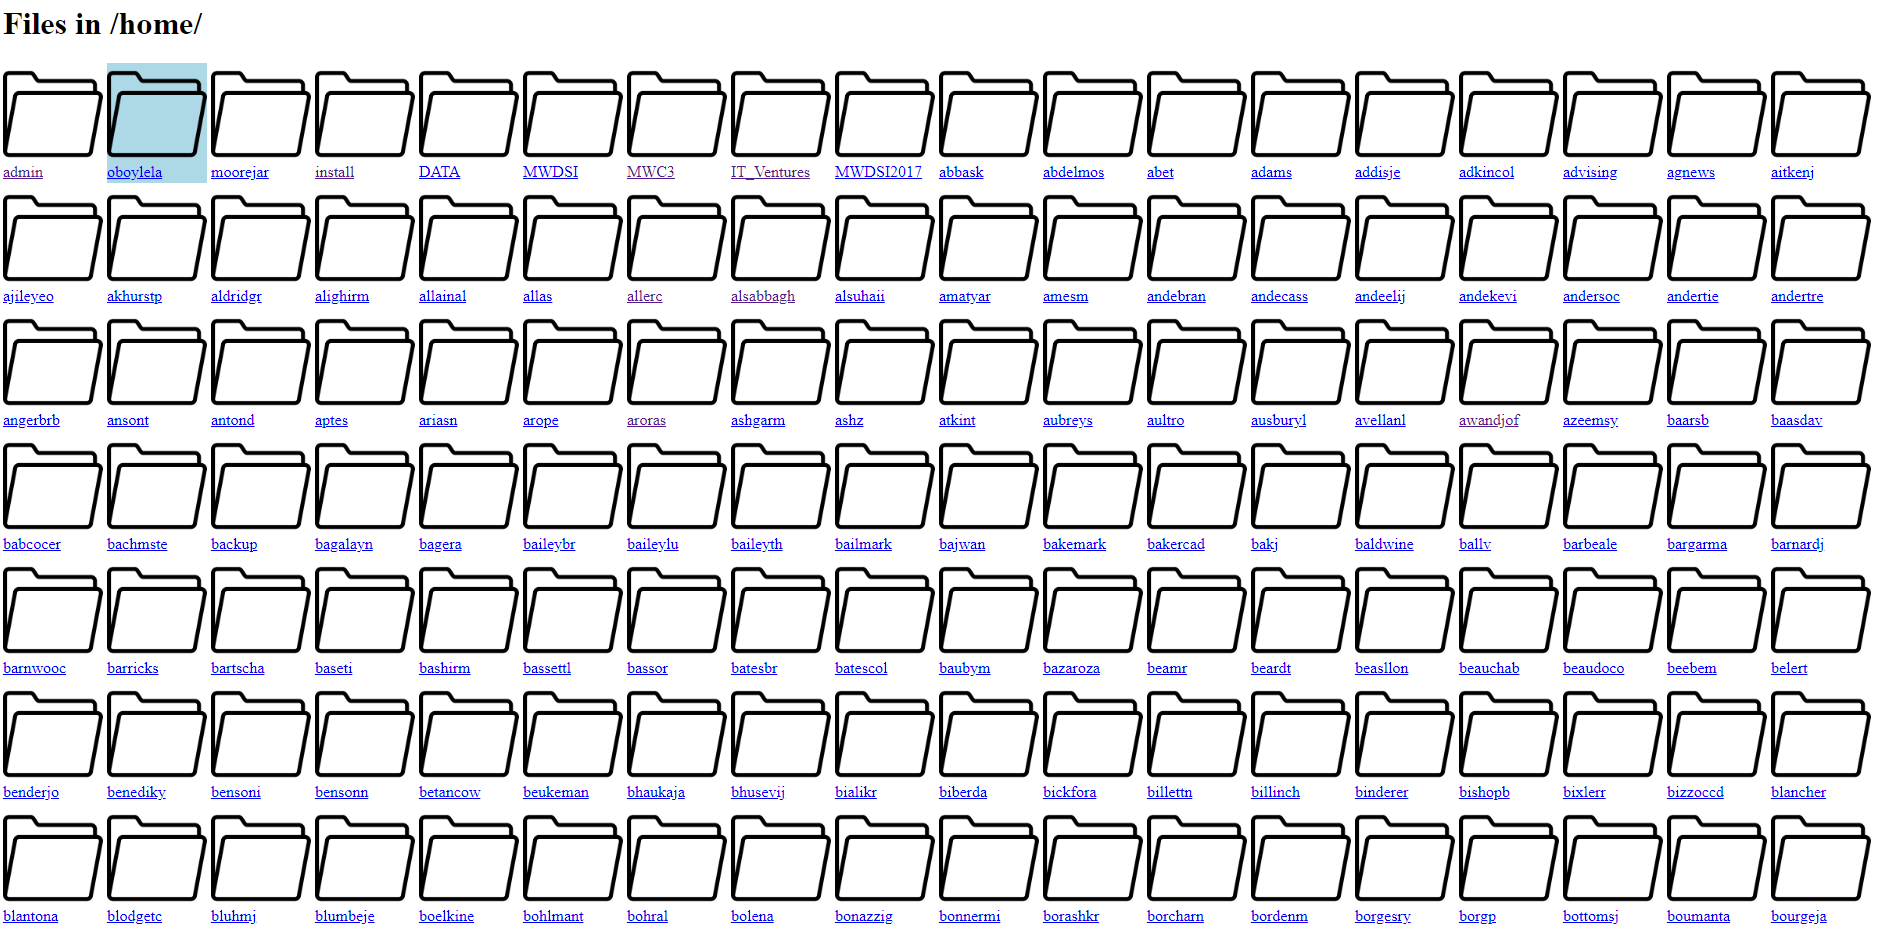 Files in /home/
admin oboylela moorejar install DATA MWDSI MWC3 IT_Ventures MWDSI2017 abbask abdelmos abet adams addisje adkincol advising agnews aitkenj
ajileyeo akhurstp aldridgr alighirm allainal allas allerc alsabbagh alsuhaii amatyar amesm andebran andecass andeelij andekevi andersoc andertie andertre
angerbrb ansont antond aptes ariasn arope aroras ashgarm ashz atkint aubreys aultro ausburyl avellanl awandjof azeemsy baarsb baasdav
babcocer bachmste backup bagalayn bagera baileybr baileylu baileyth bailmark bajwan bakemark bakercad bakj baldwine ballv barbeale bargarma barnardj
barnwooc barricks bartscha baseti bashirm bassettl bassor batesbr batescol baubym bazaroza beamr beardt beasllon beauchab beaudoco beebem belert
benderjo benediky bensoni bensonn betancow beukeman bhaukaja bhusevij bialikr biberda bickfora billettn billinch binderer bishopb bixlerr bizzoccd blancher
blantona blodgetc bluhmj blumbeje boelkine bohlmant bohral bolena bonazzig bonnermi borashkr borcharn bordenm borgesry borgp bottomsj boumanta bourgeja